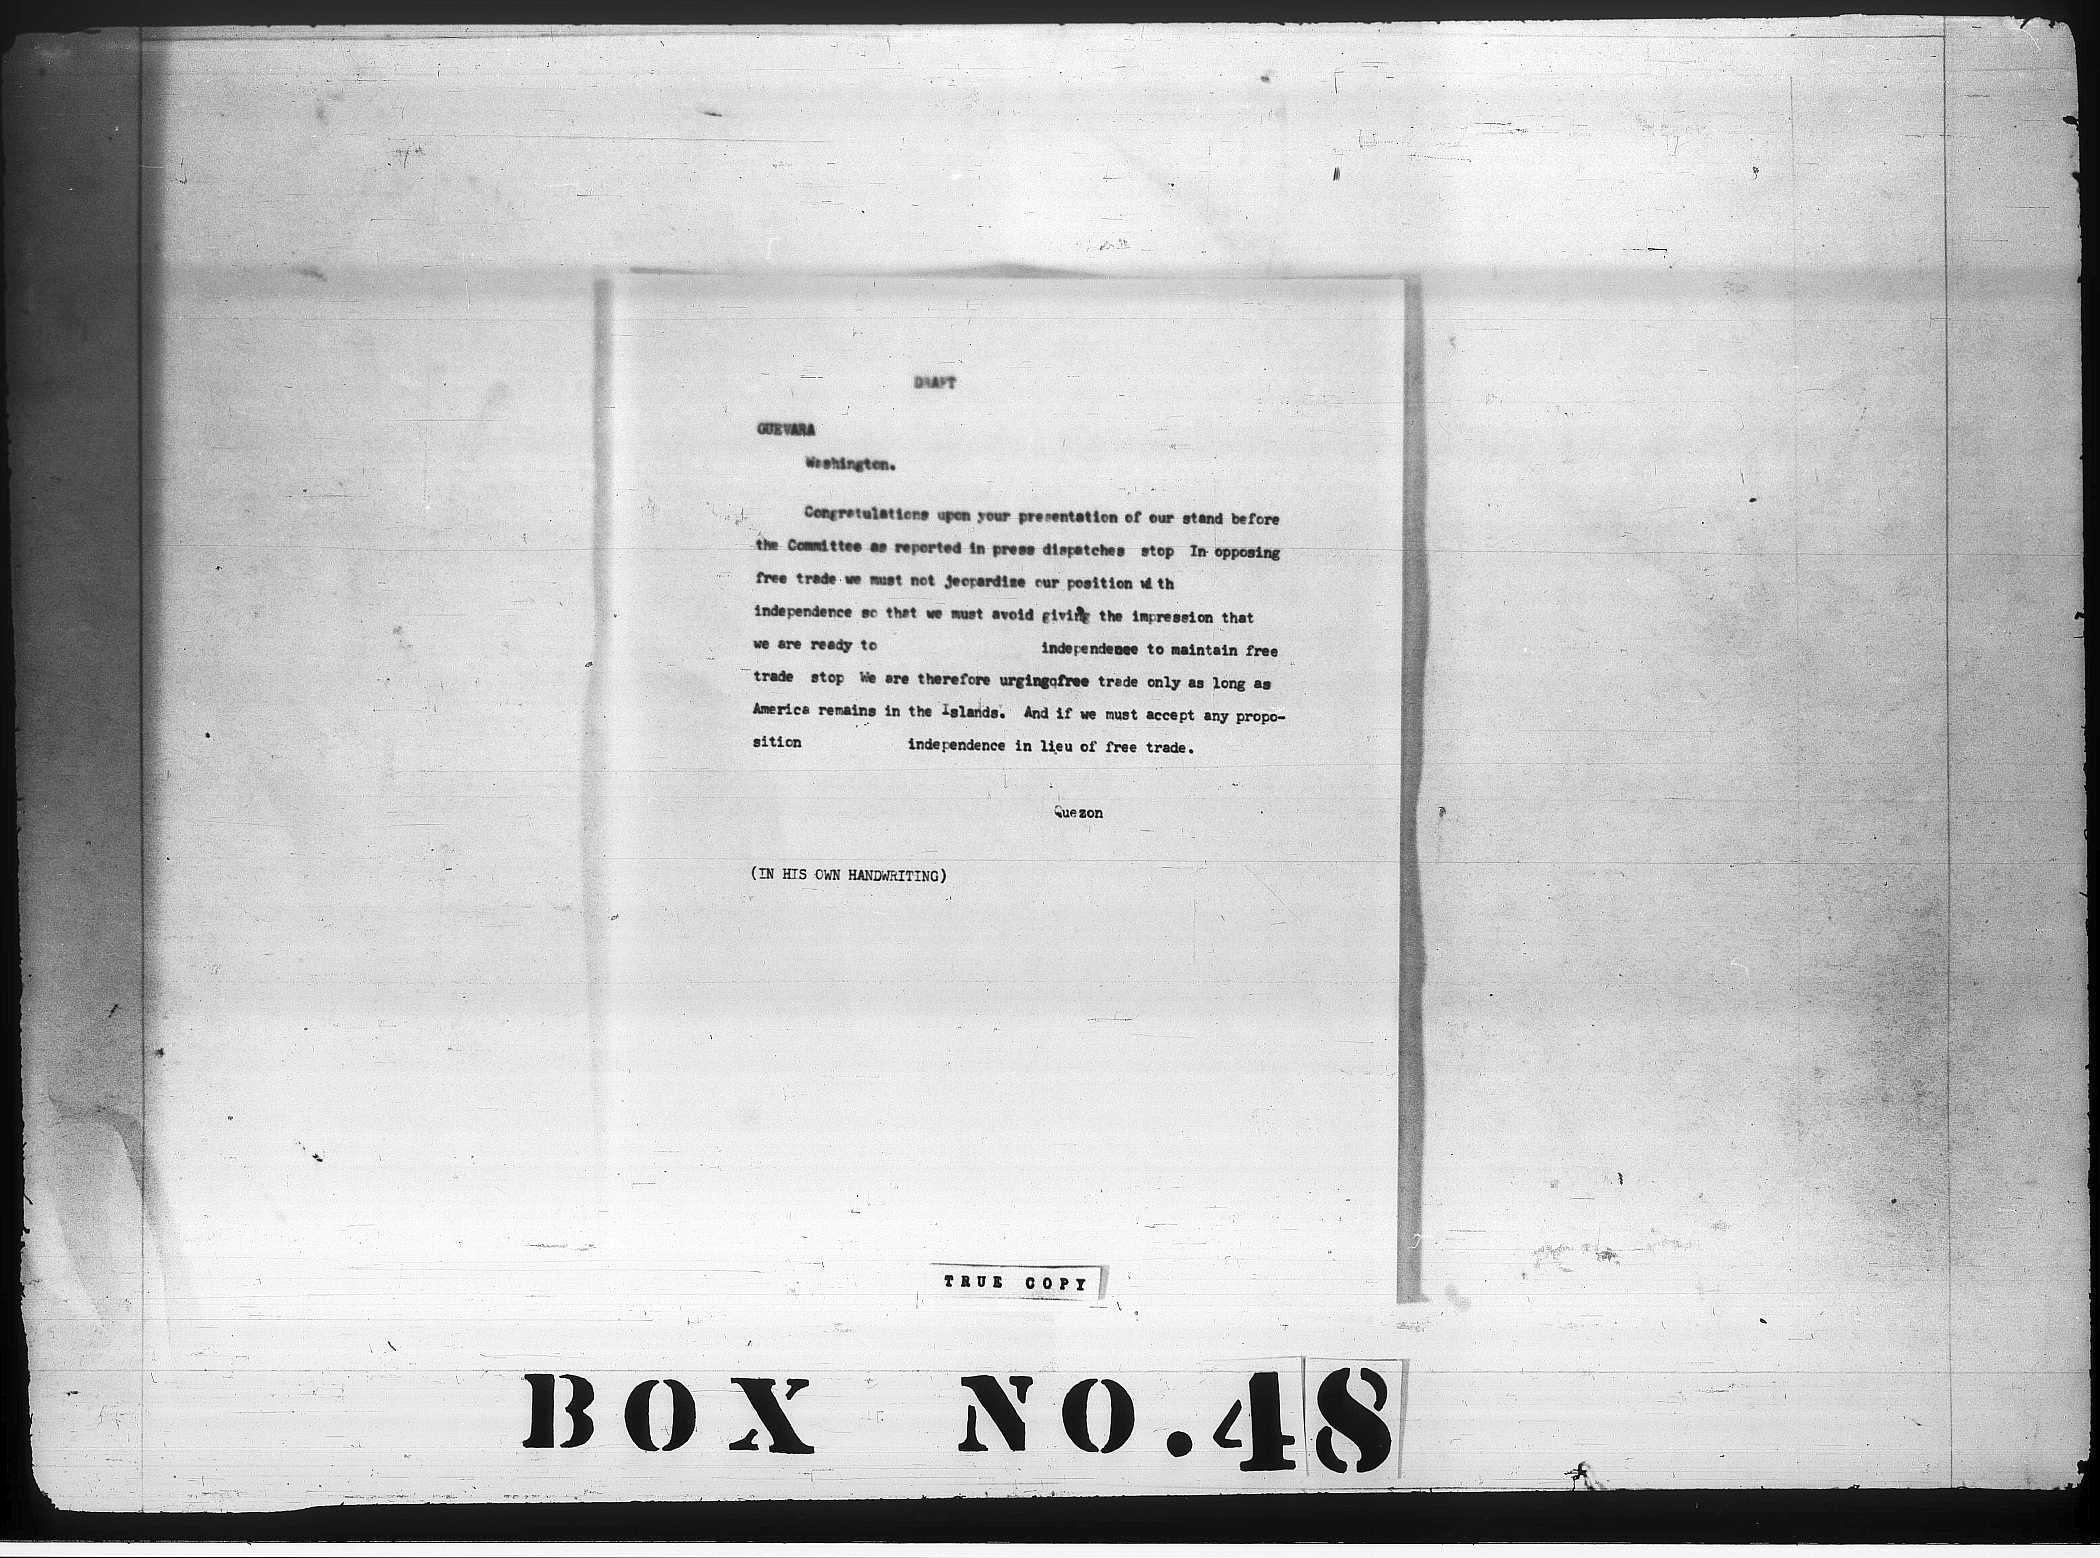 DRAFT
GUEVARA
Washington.
Congratulations upon your presentation of our stand before
the Committee as reported in press dispatches stop In opposing
free trade we must not jeopardize our position with
independence so that we must avoid giving the impression that
we are ready to independence to maintain free
trade stop We are therefore urgingofree trade only as long as
America remains in the Islands. And if we must accept any propo-
sition independence in lieu of free trade.
Quezon
(IN HIS OWN HANDWRITING)
TRUE COPY
BOX NO.48